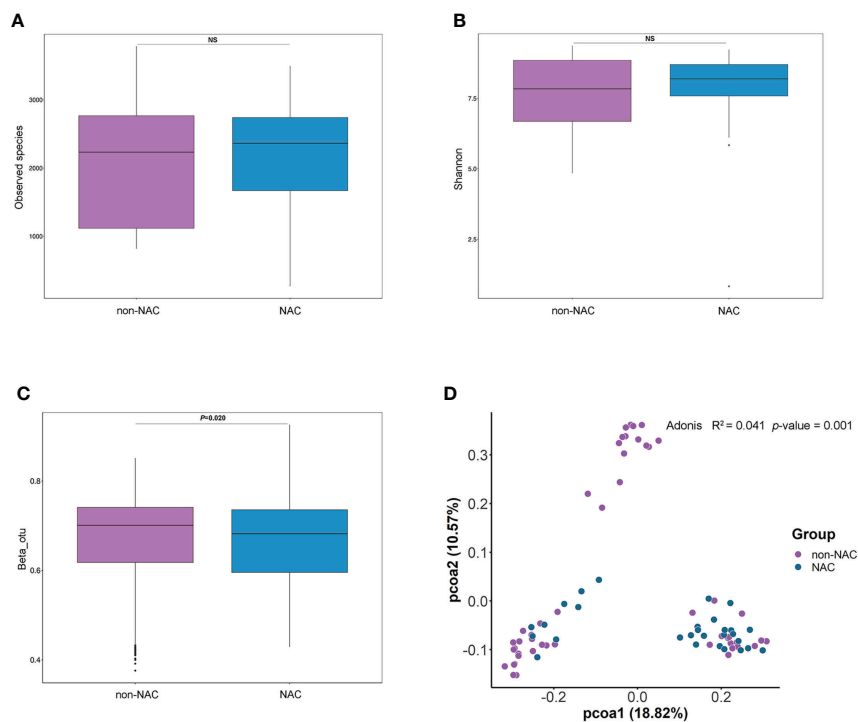 A
NS
3000
2000
1000
Observed species
non-NAC
NAC
B
NS
7.5
5.0
2.5
Shannon
non-NAC
NAC
C
P=0.020
0.8
0.6
0.4
Beta_otu
non-NAC
NAC
D
Adonis R² = 0.041 p-value = 0.001
0.3
0.2
0.1
0.0
-0.1
pcoa2 (10.57%)
-0.2
0.0
0.2
pcoa1 (18.82%)
Group
non-NAC
NAC